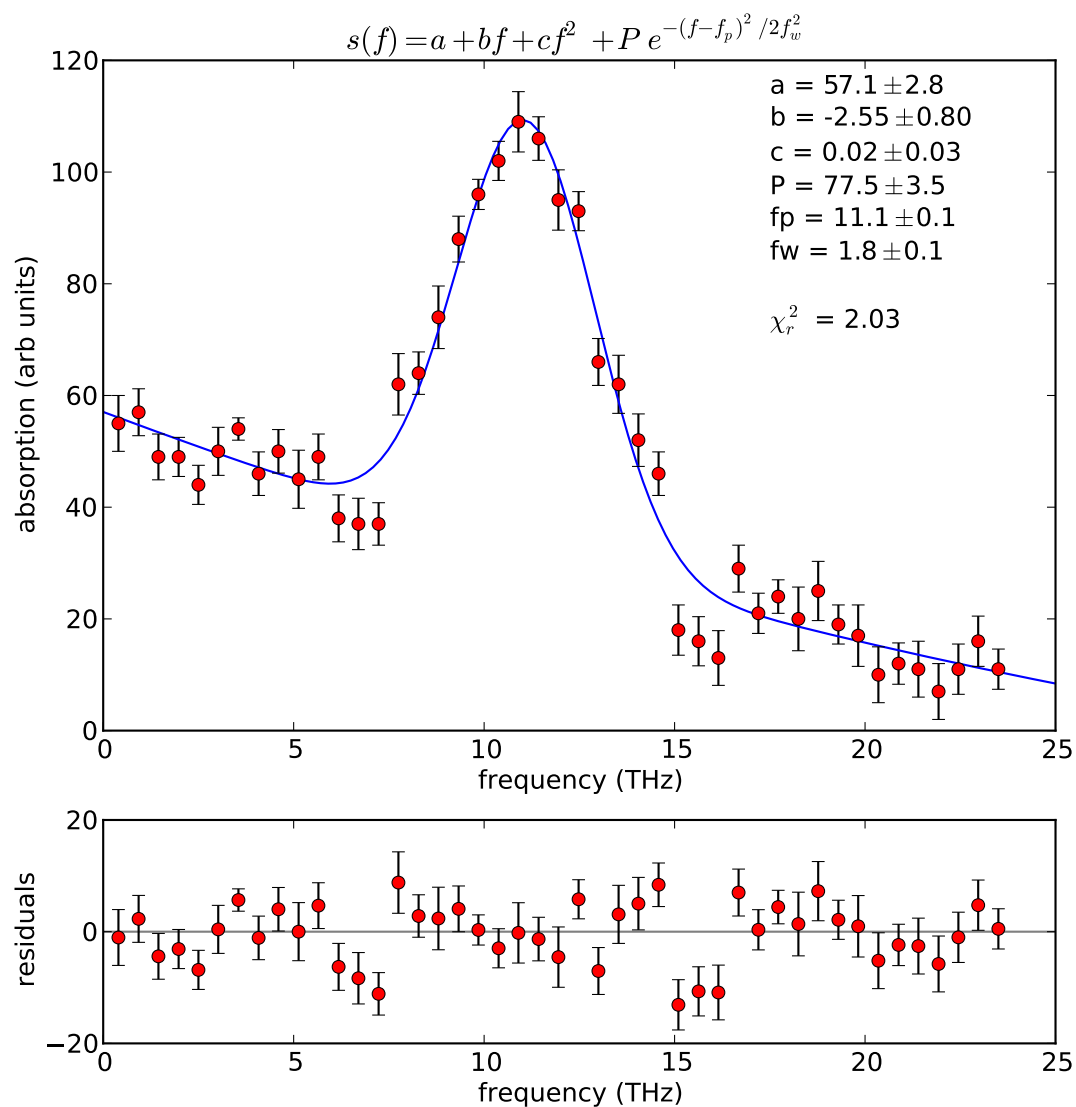 s(f)=a+bf+cf² +P e^{-(f-f_p)²/2f_w²}
120
100
80
60
40
20
0
absorption (arb units)
a = 57.1±2.8
b = -2.55±0.80
c = 0.02±0.03
P = 77.5±3.5
fp = 11.1±0.1
fw = 1.8±0.1
χ_r² = 2.03
0 5 10 15 20 25
frequency (THz)
20
0
−20
residuals
0 5 10 15 20 25
frequency (THz)